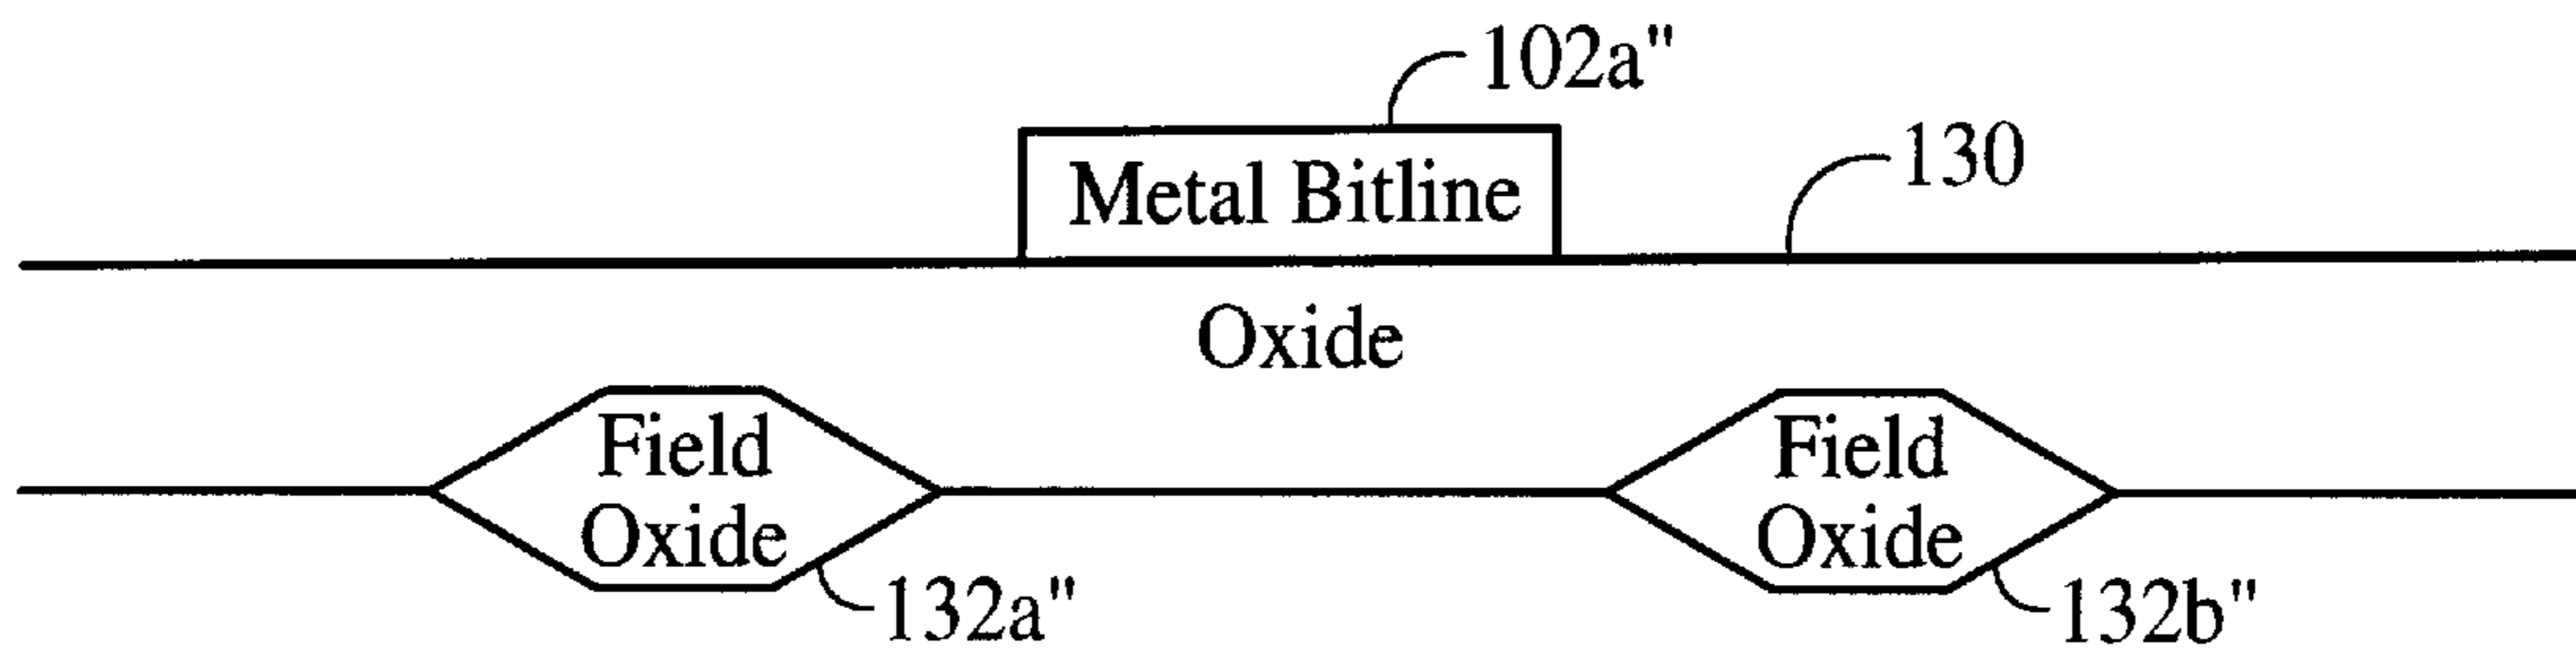 102a"
130
Metal Bitline
Oxide
Field
Oxide
132a"
Field
Oxide
132b"